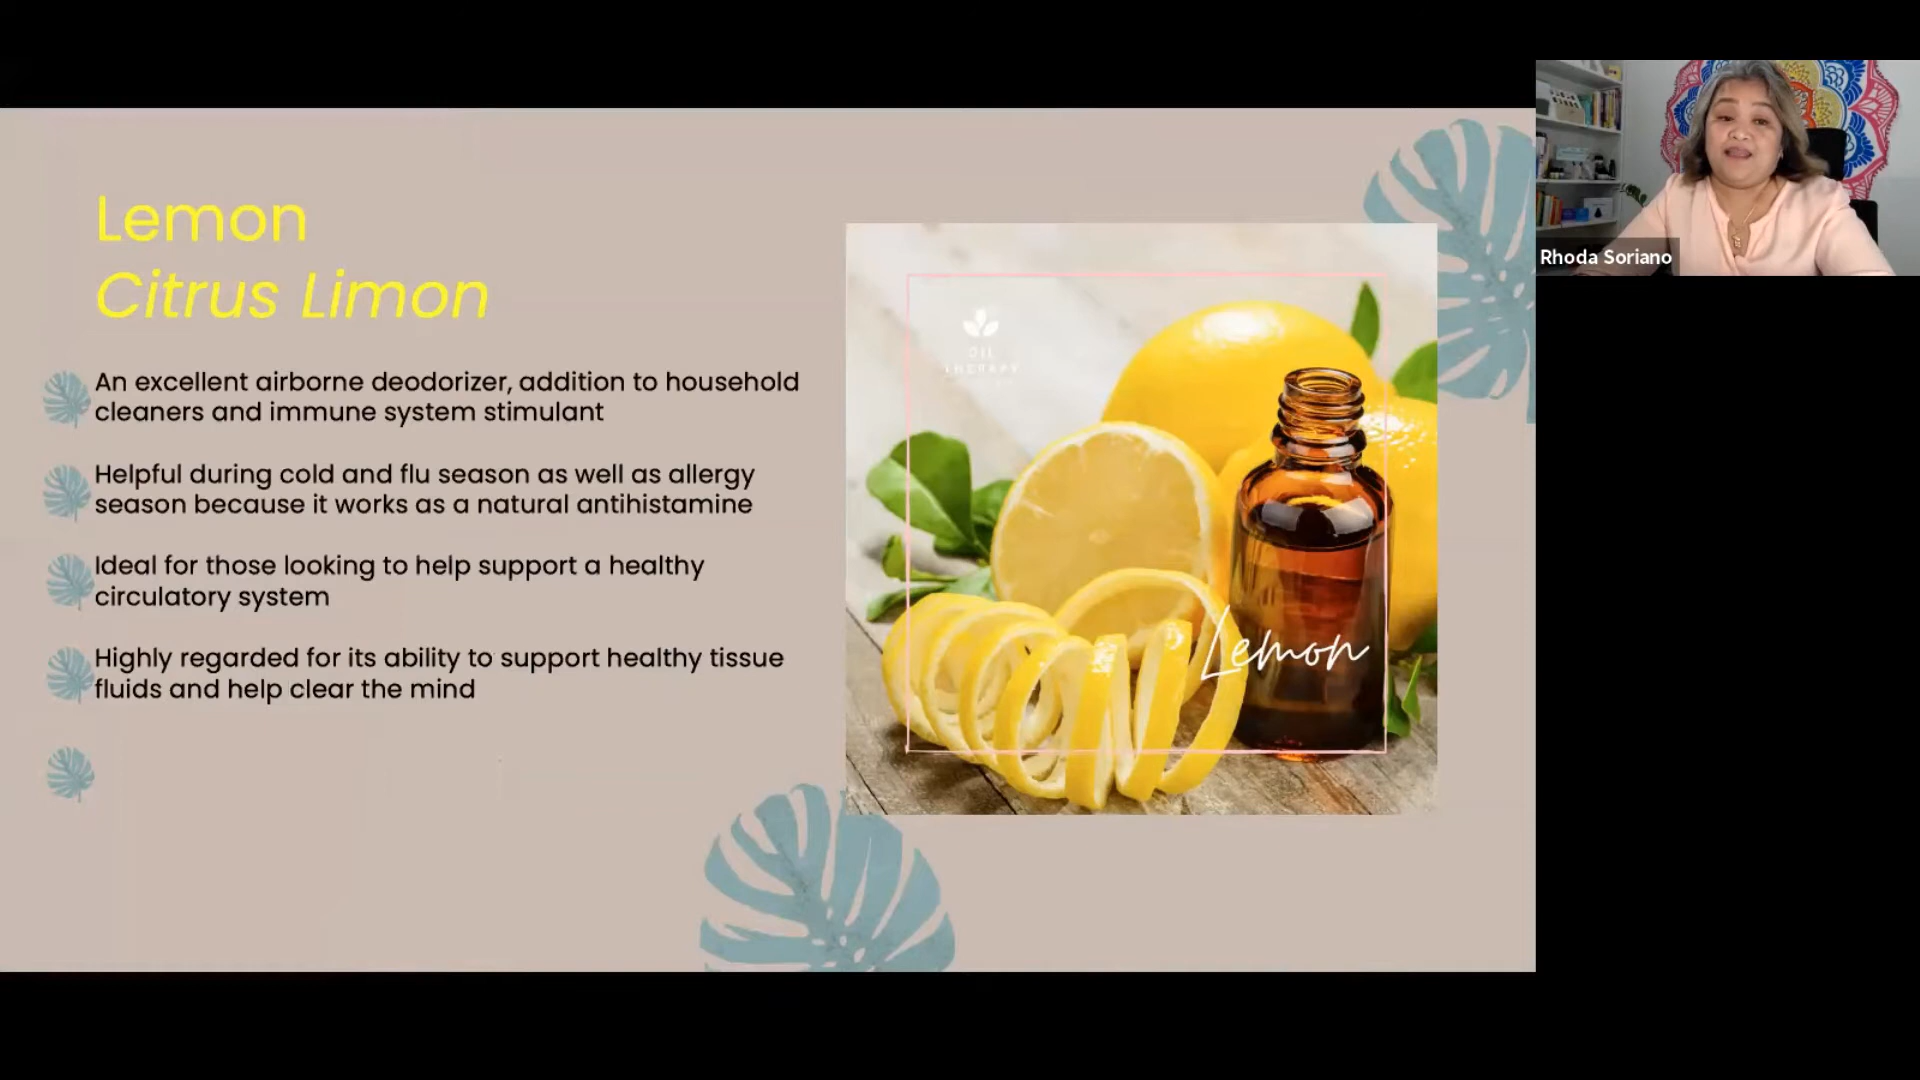 Lemon
Citrus Limon
An excellent airborne deodorizer, addition to household
cleaners and immune system stimulant
Helpful during cold and flu season as well as allergy
season because it works as a natural antihistamine
Ideal for those looking to help support a healthy
circulatory system
Highly regarded for its ability to support healthy tissue
fluids and help clear the mind
OIL
THERAPY
Lemon
Rhoda Soriano